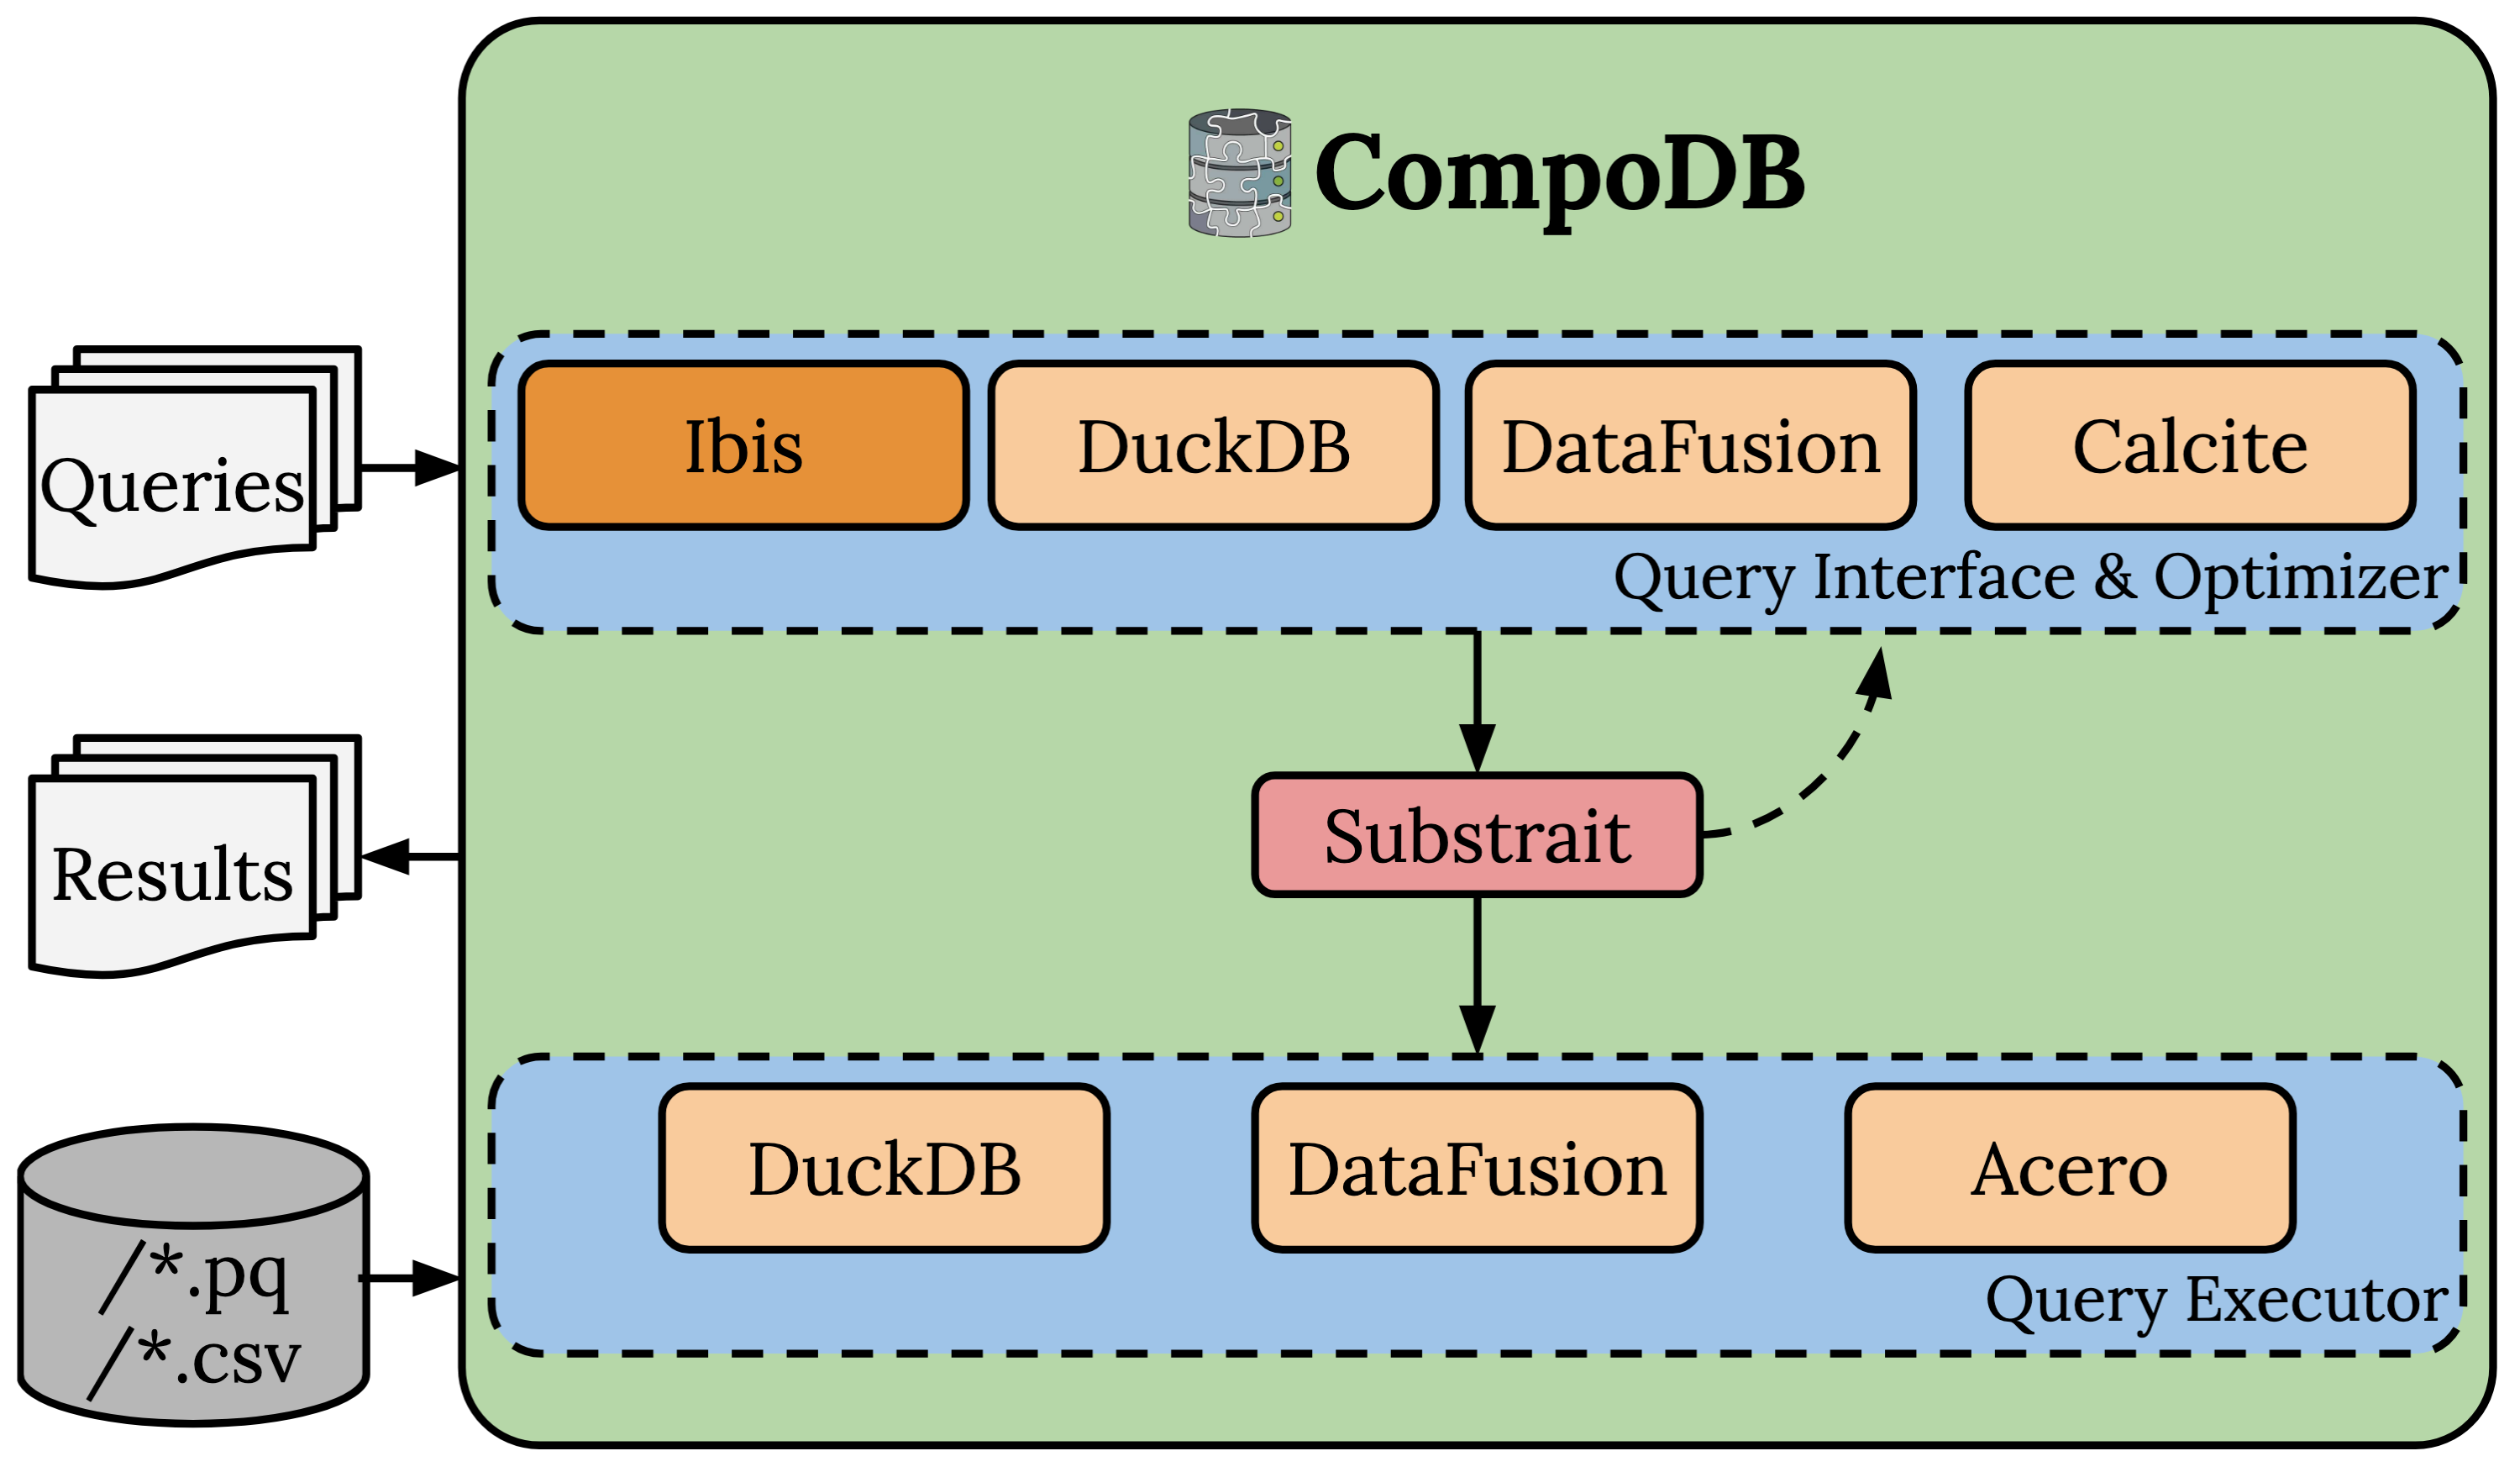 CompoDB
Queries
Ibis
DuckDB
DataFusion
Calcite
Query Interface & Optimizer
Results
Substrait
DuckDB
DataFusion
Acero
Query Executor
/*.pq
/*.csv